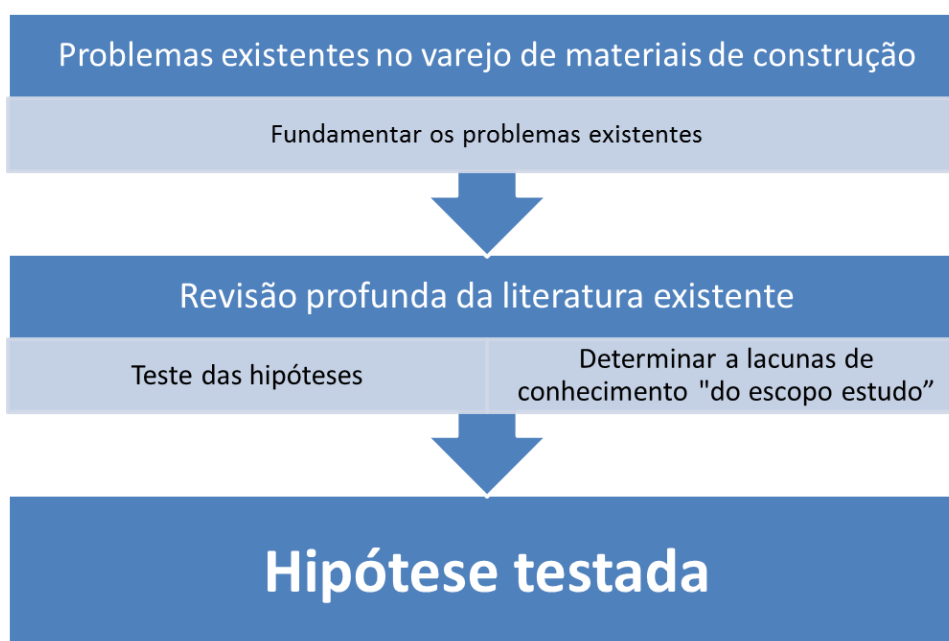 Problemas existentes no varejo de materiais de construção
Fundamentar os problemas existentes
Revisão profunda da literatura existente
Teste das hipóteses
Determinar a lacunas de
conhecimento "do escopo estudo”
Hipótese testada